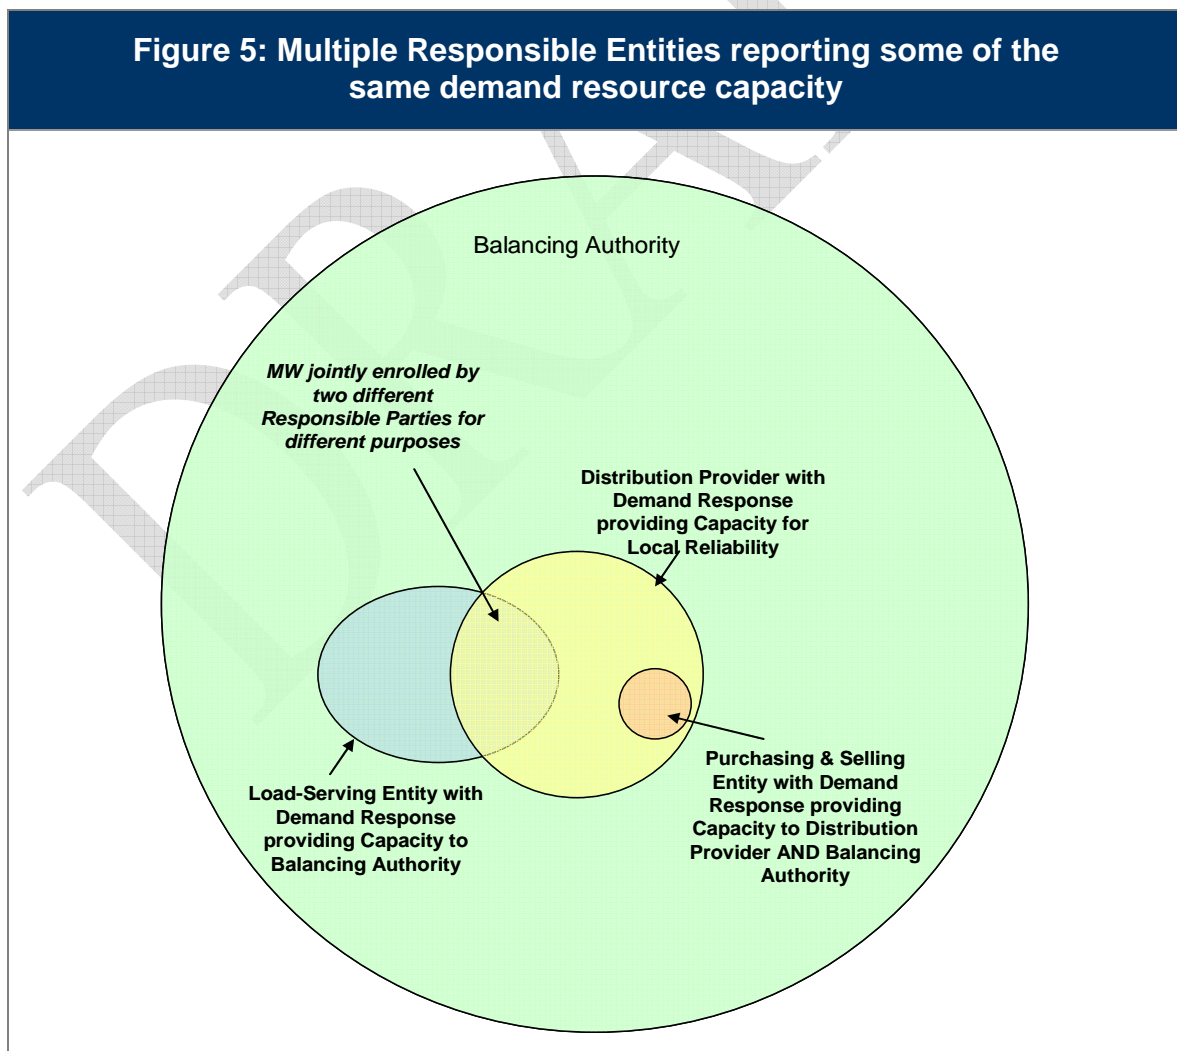 Figure 5: Multiple Responsible Entities reporting some of the
same demand resource capacity
Balancing Authority
MW jointly enrolled by
two different
Responsible Parties for
different purposes
Distribution Provider with
Demand Response
providing Capacity for
Local Reliability
Load-Serving Entity with
Demand Response
providing Capacity to
Balancing Authority
Purchasing & Selling
Entity with Demand
Response providing
Capacity to Distribution
Provider AND Balancing
Authority
DRA